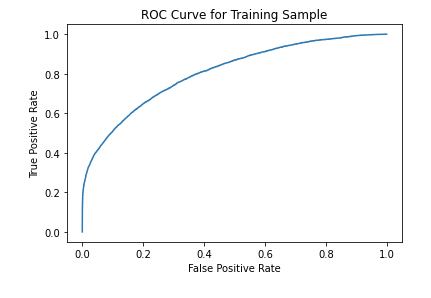 ROC Curve for Training Sample
True Positive Rate
1.0
0.8
0.6
0.4
0.2
0.0
0.0 0.2 0.4 0.6 0.8 1.0
False Positive Rate